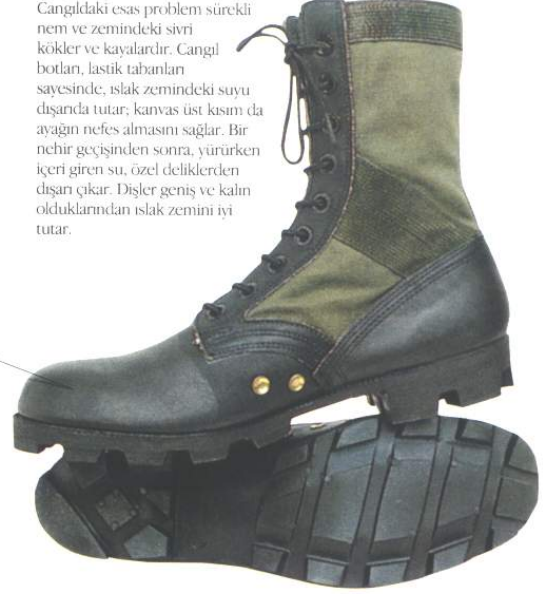 Cangıldaki esas problem sürekli
nem ve zemindeki sivri
kökler ve kayalardır. Cangıl
botları, lastik tabanları
sayesinde, ıslak zemindeki suyu
dışarıda tutar; kanvas üst kısım da
ayağın nefes almasını sağlar. Bir
nehir geçişinden sonra, yürürken
içeri giren su, özel deliklerden
dışarı çıkar. Dişler geniş ve kalın
olduklarından ıslak zemini iyi
tutar.